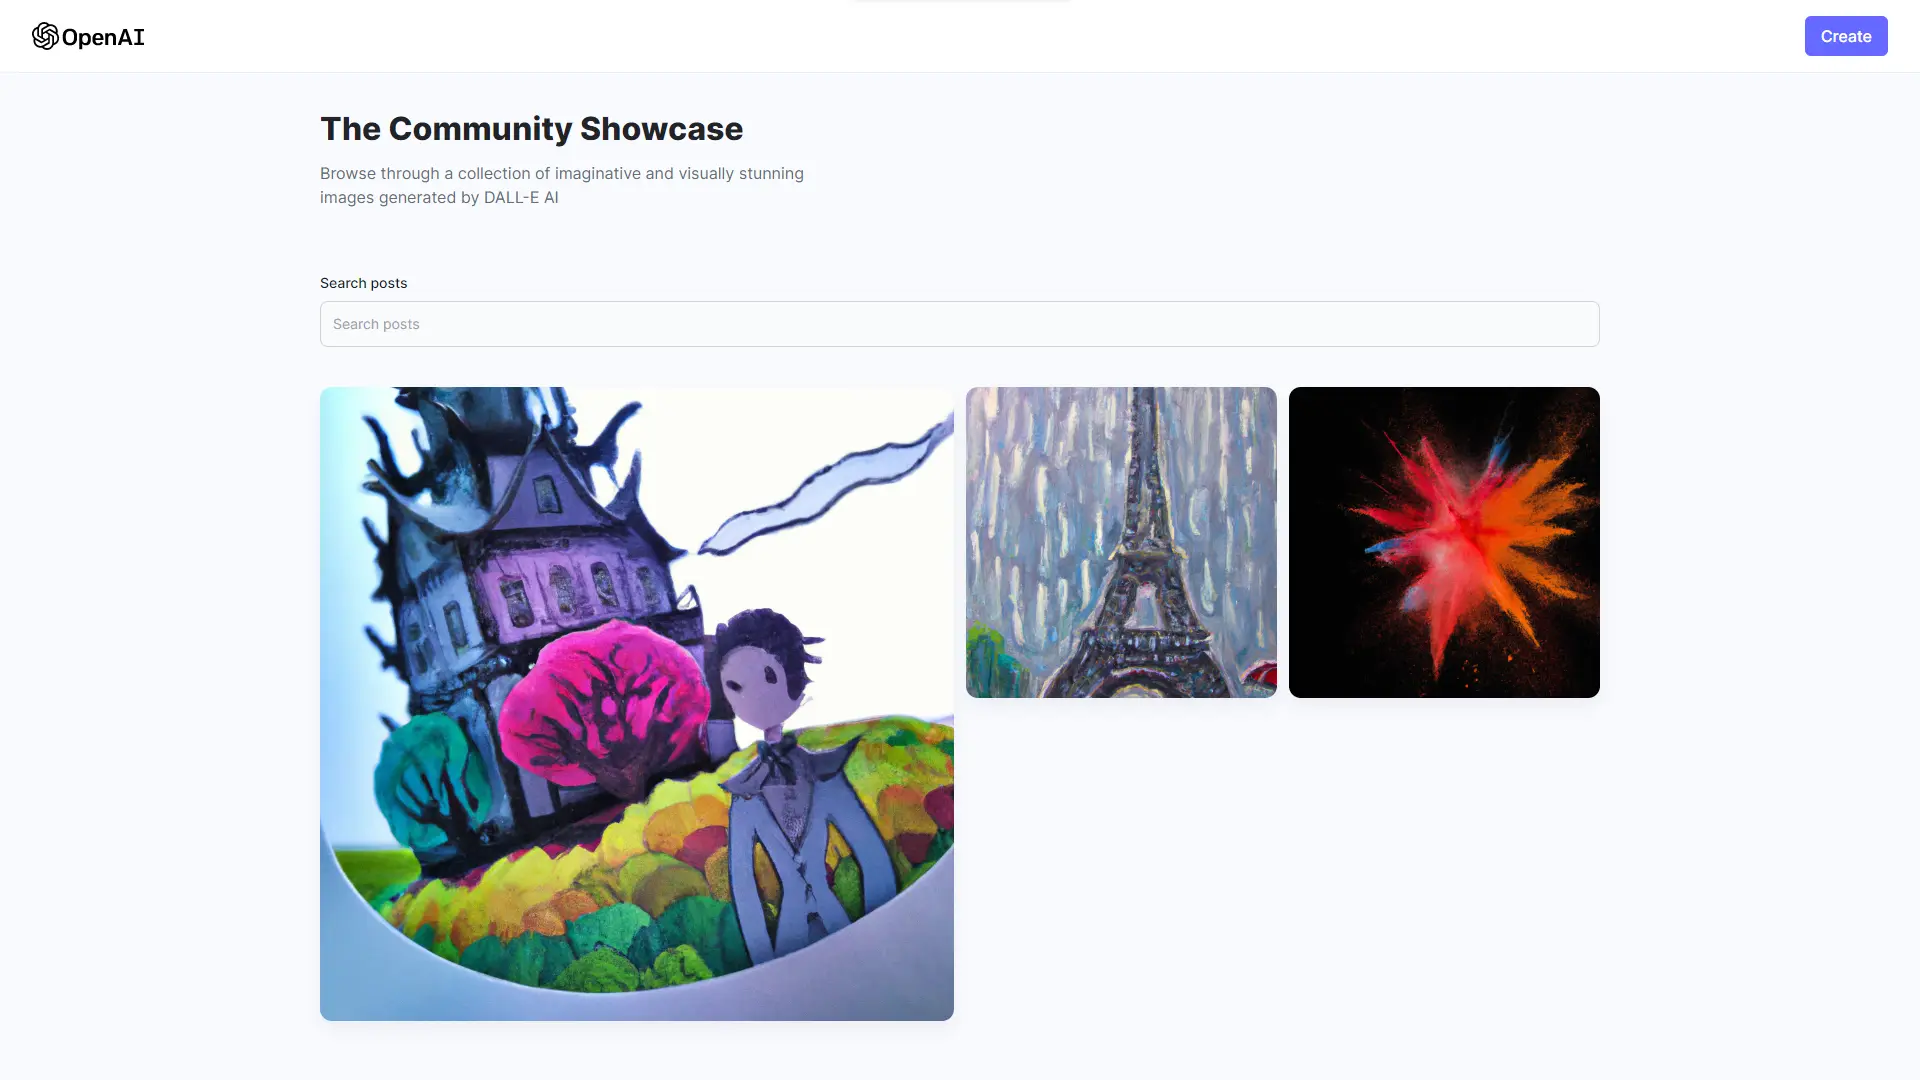 OpenAI
Create
The Community Showcase
Browse through a collection of imaginative and visually stunning
images generated by DALL-E AI
Search posts
Search posts